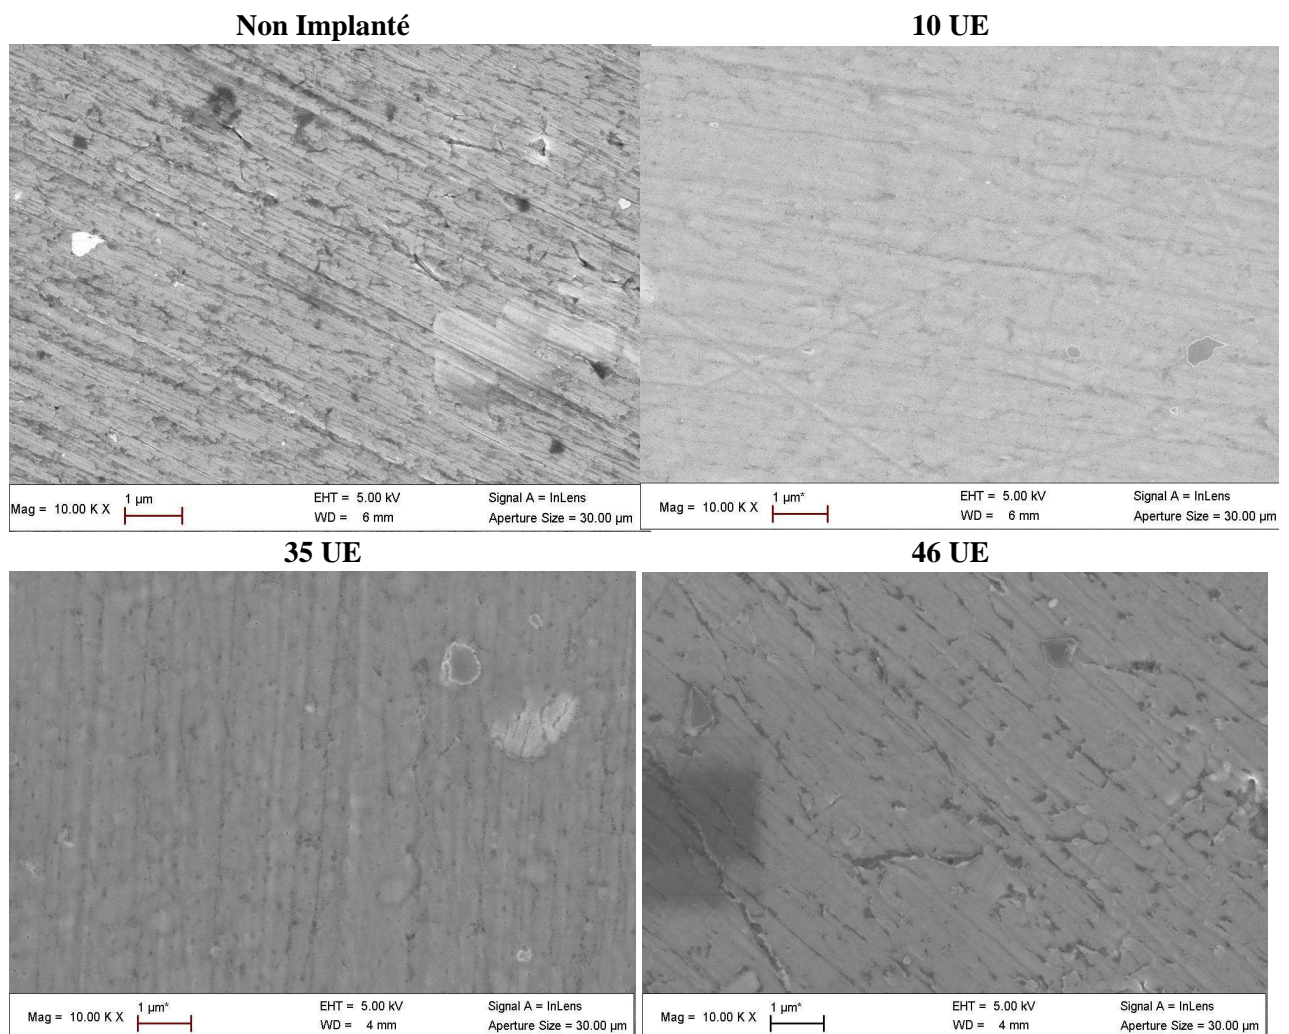 Non Implanté
10 UE
Mag = 10.00 K X
1 µm
EHT = 5.00 kV
WD = 6 mm
Signal A = InLens
Aperture Size = 30.00 µm
Mag = 10.00 K X
1 µm*
EHT = 5.00 kV
WD = 6 mm
Signal A = InLens
Aperture Size = 30.00 µm
35 UE
46 UE
Mag = 10.00 K X
1 µm*
EHT = 5.00 kV
WD = 4 mm
Signal A = InLens
Aperture Size = 30.00 µm
Mag = 10.00 K X
1 µm*
EHT = 5.00 kV
WD = 4 mm
Signal A = InLens
Aperture Size = 30.00 µm